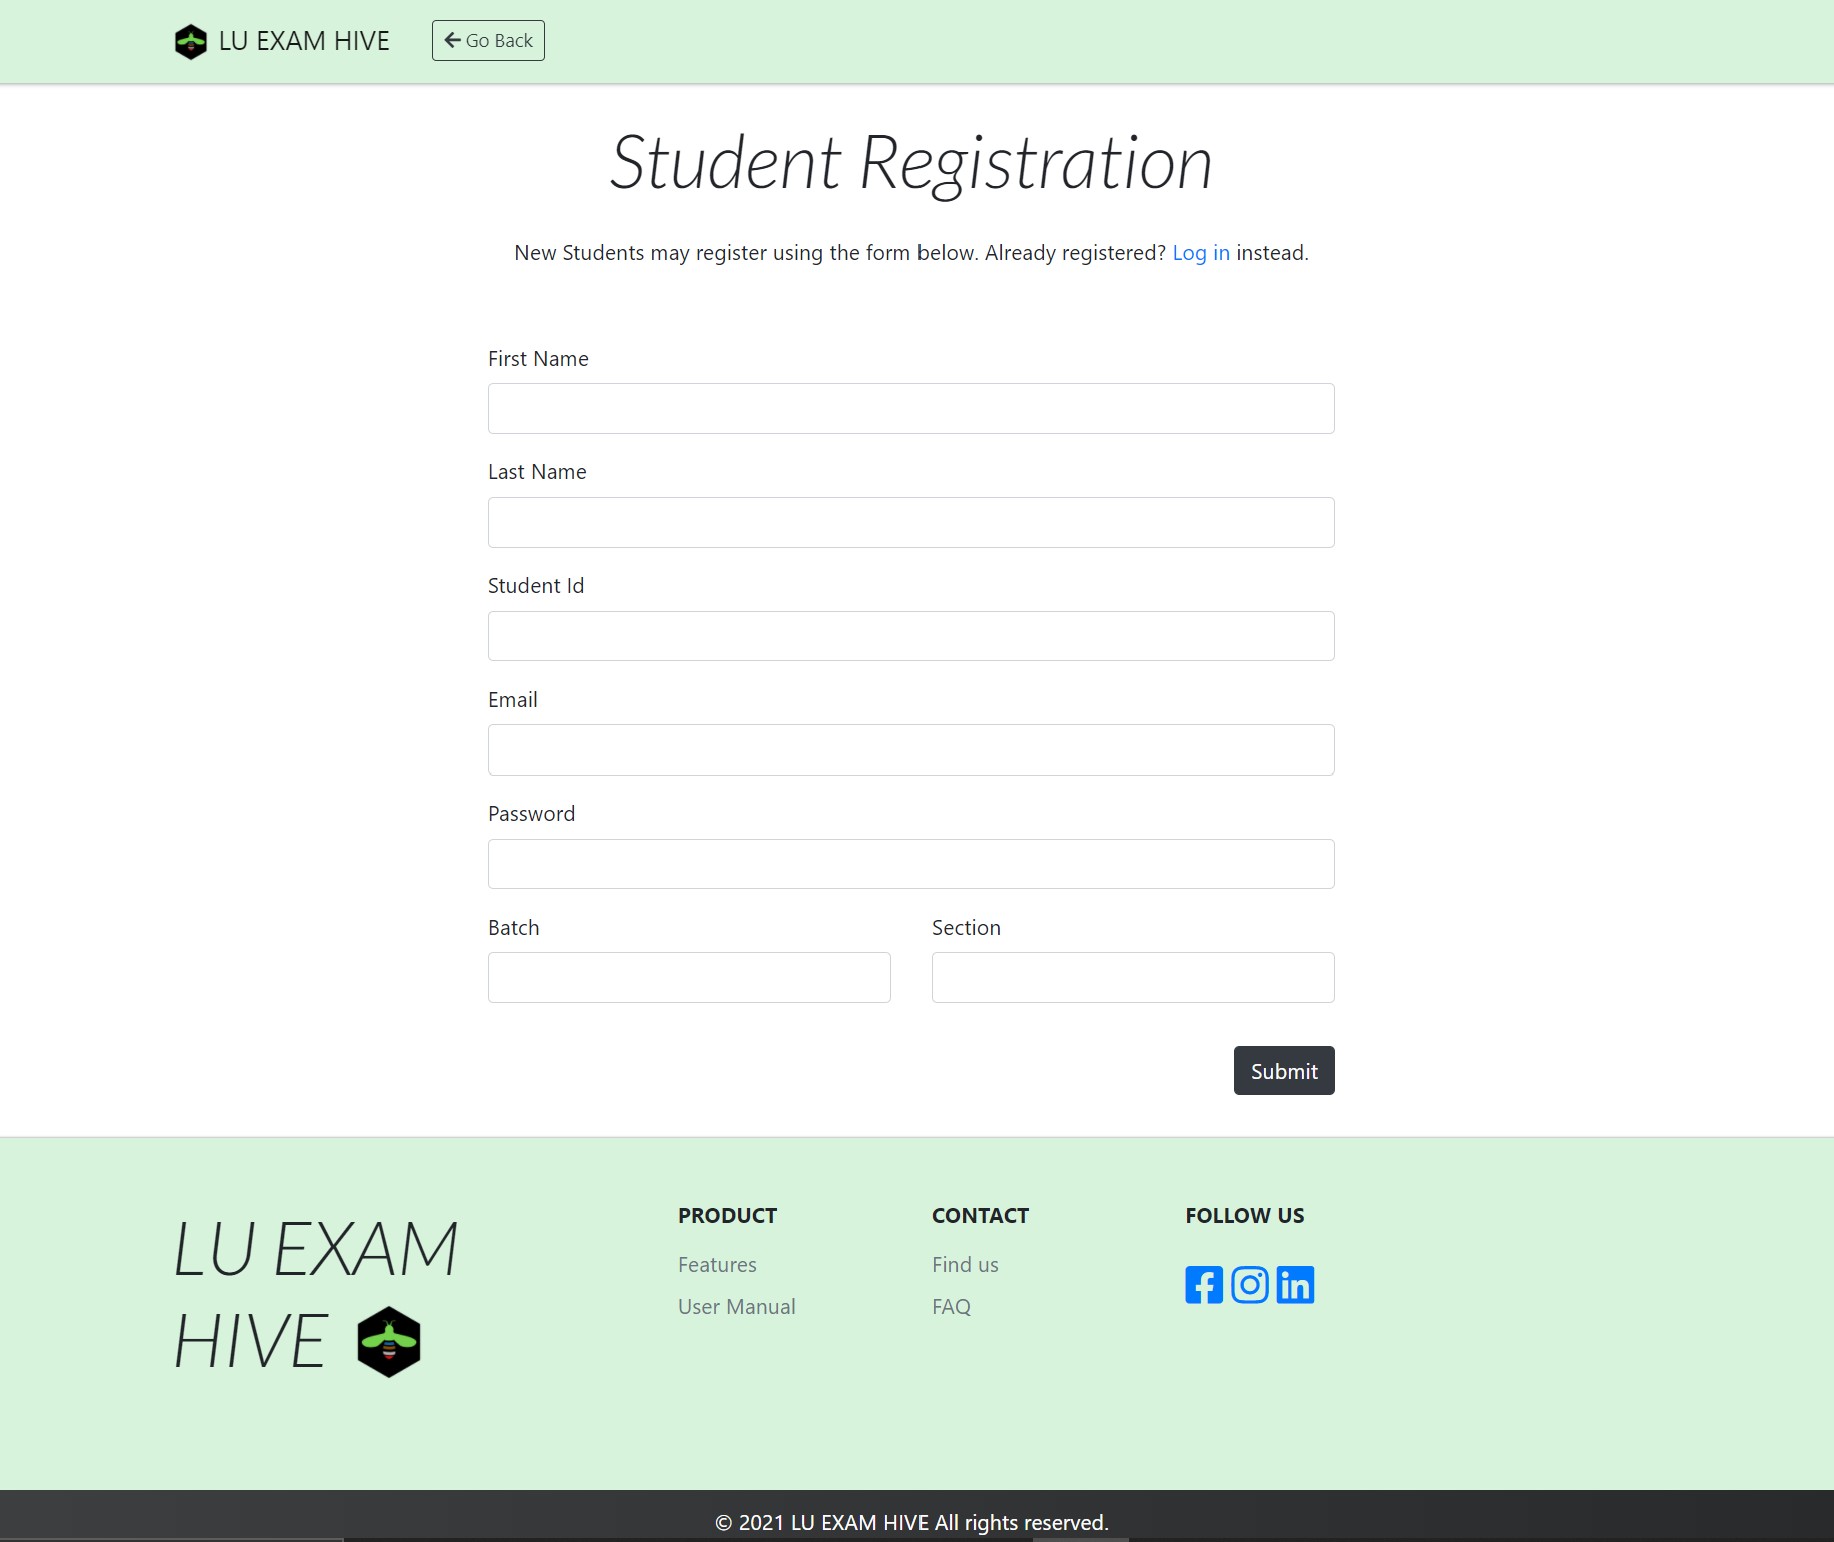 LU EXAM HIVE
Go Back
Student Registration
New Students may register using the form below. Already registered? Log in instead.
First Name
Last Name
Student Id
Email
Password
Batch
Section
Submit
LU EXAM
HIVE
PRODUCT
Features
User Manual
CONTACT
Find us
FAQ
FOLLOW US
© 2021 LU EXAM HIVE All rights reserved.